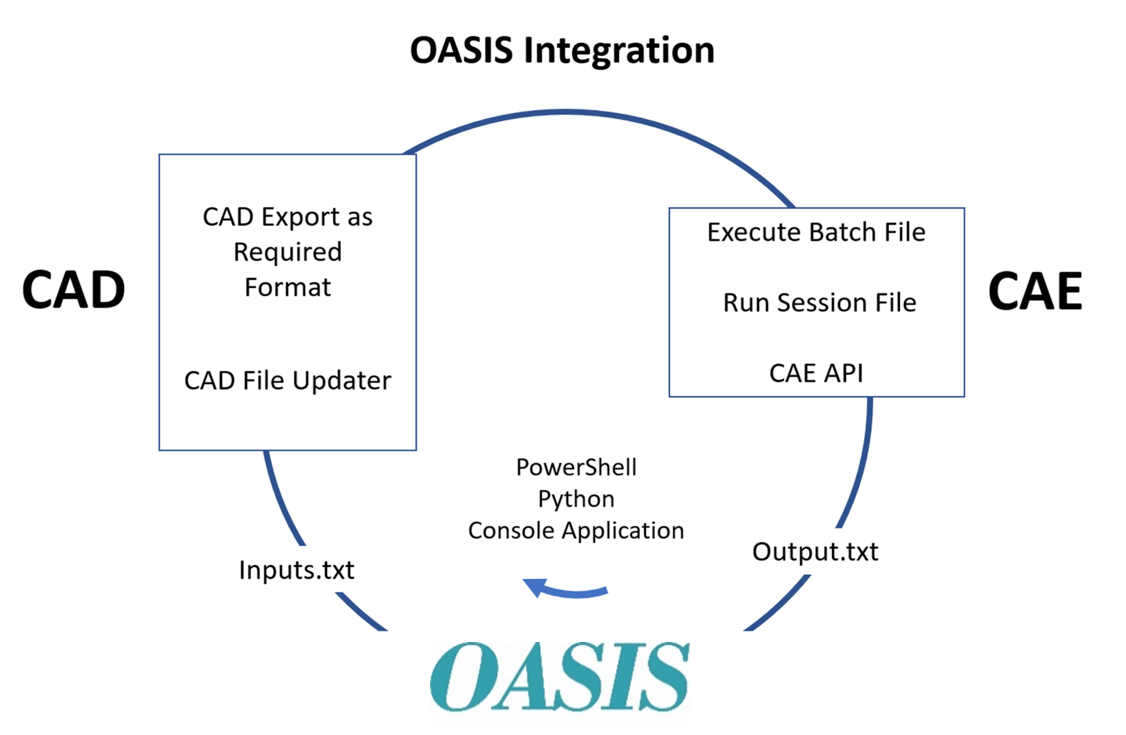 OASIS Integration
CAD
CAD Export as
Required
Format
CAD File Updater
Execute Batch File
Run Session File
CAE API
CAE
PowerShell
Python
Console Application
Inputs.txt
Output.txt
OASIS